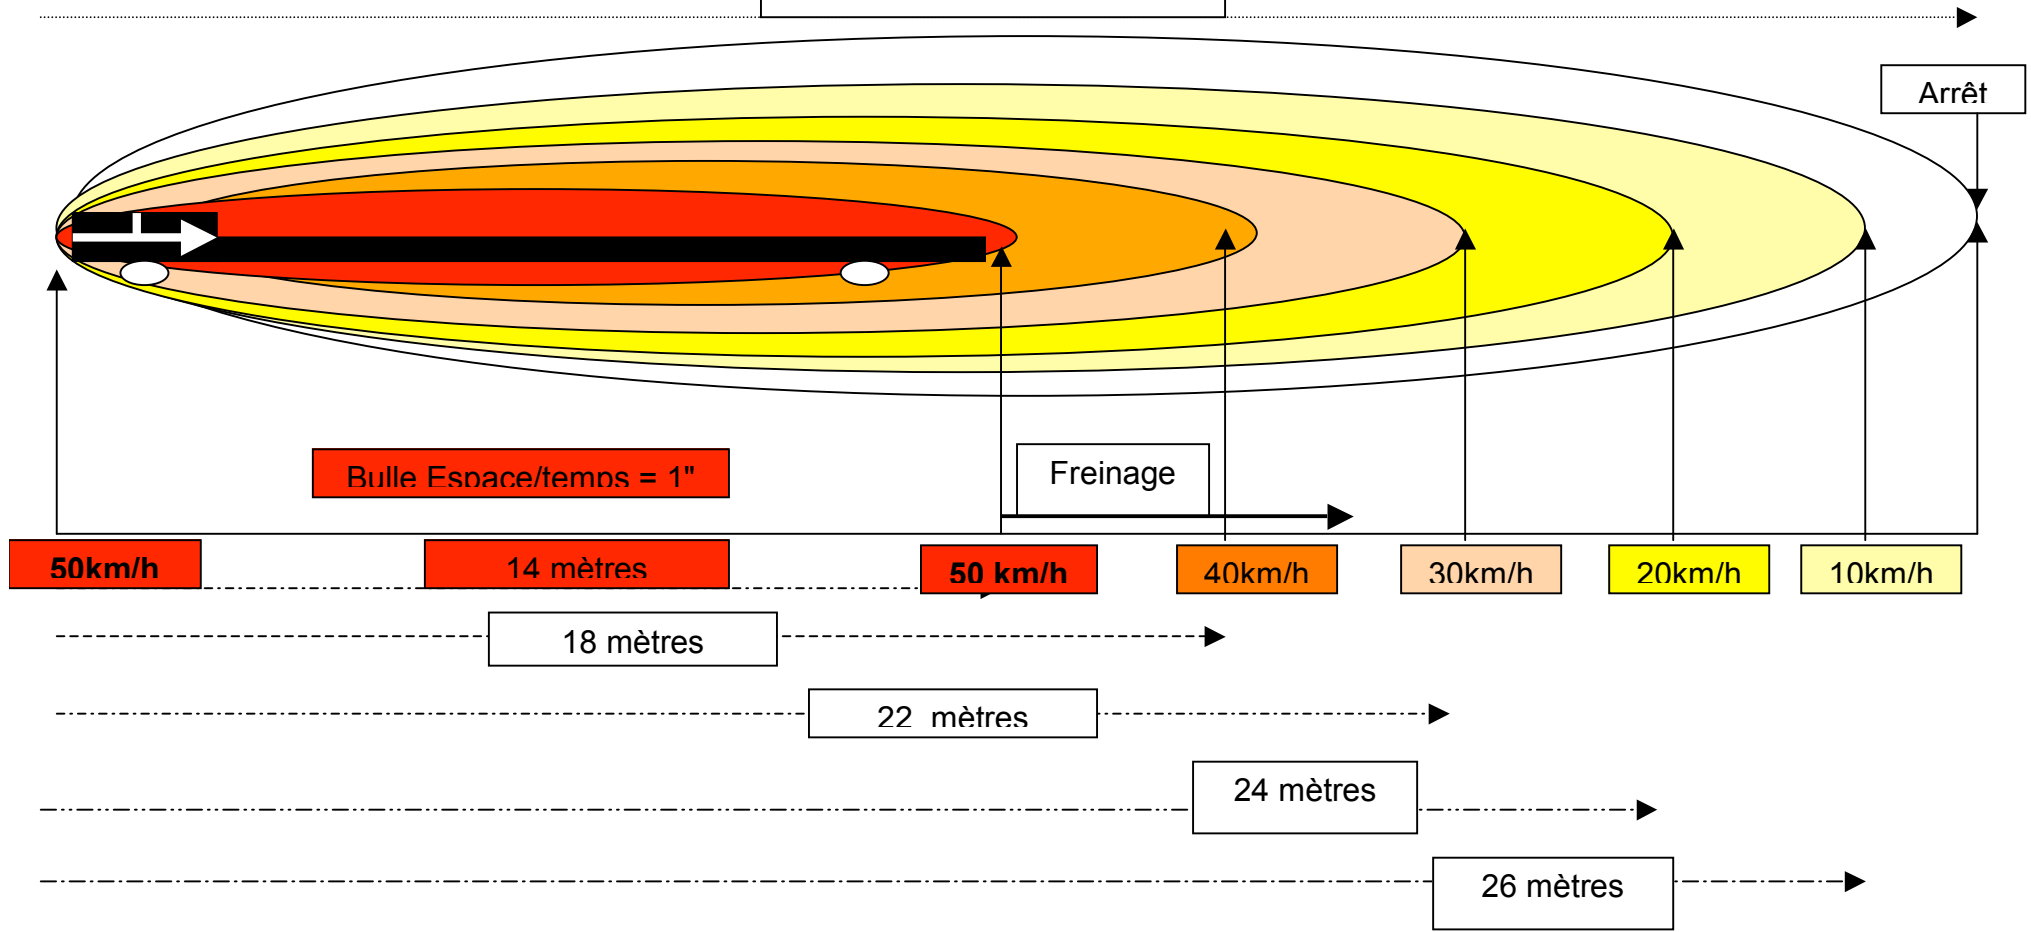 Arrêt
Bulle Espace/temps = 1"
Freinage
50km/h
14 mètres
50 km/h
40km/h
30km/h
20km/h
10km/h
18 mètres
22 mètres
24 mètres
26 mètres